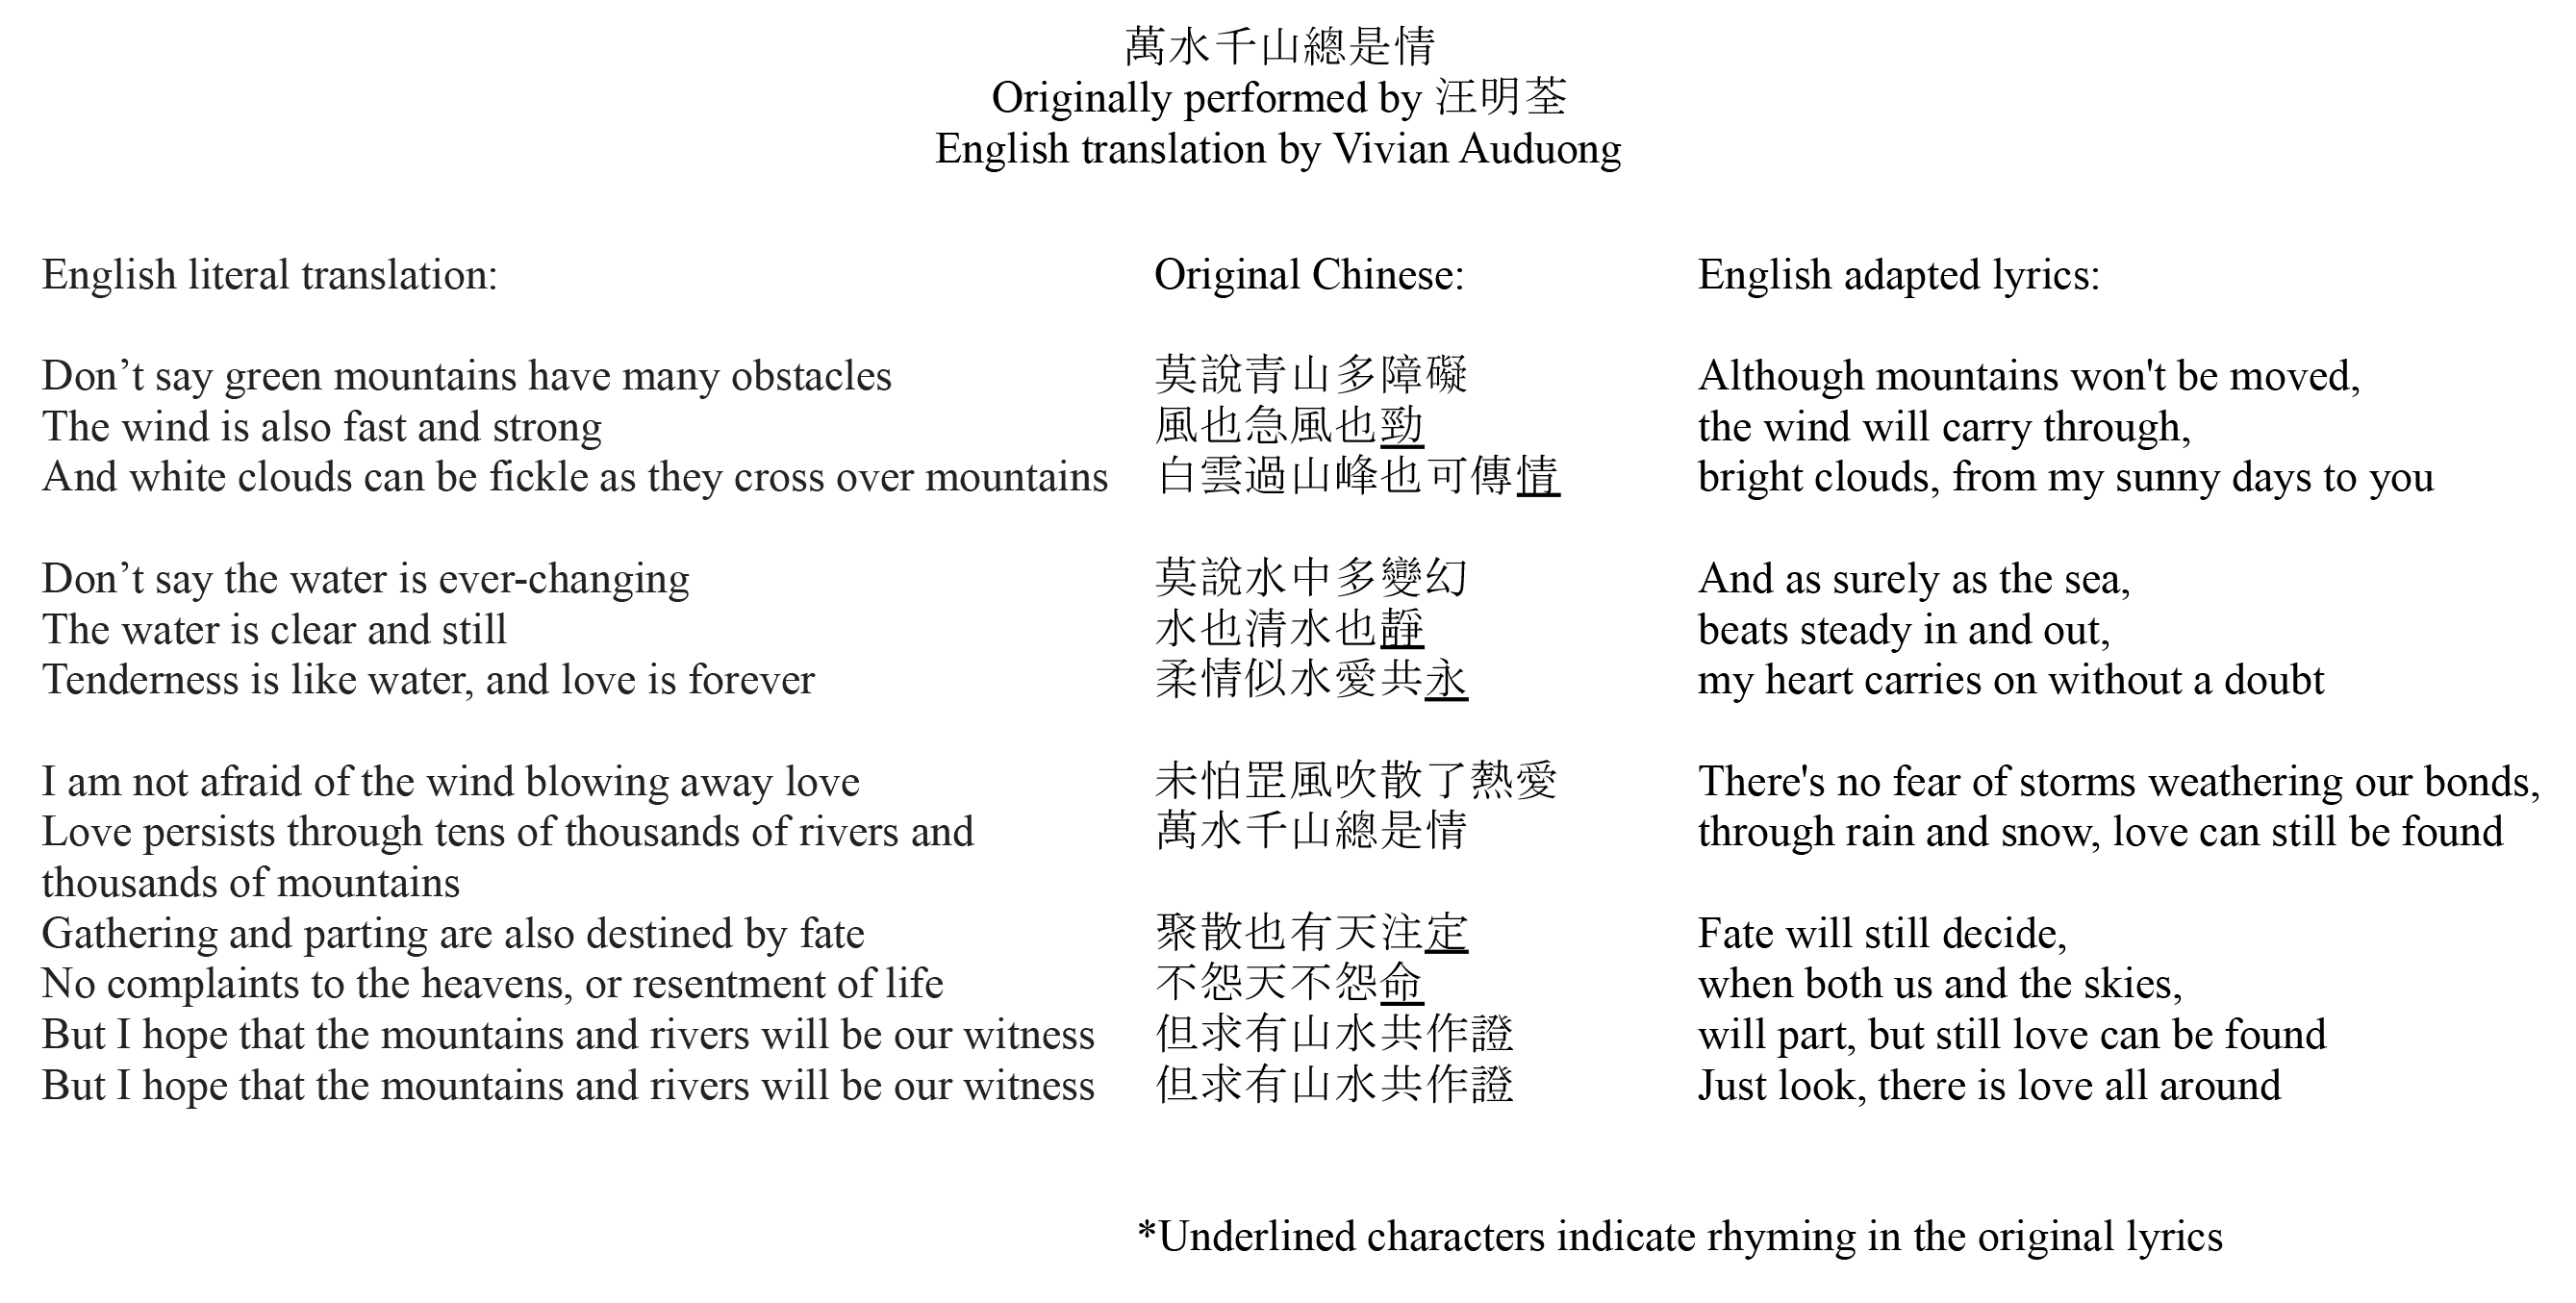 萬水千山總是情
Originally performed by 汪明荃
English translation by Vivian Auduong
English literal translation:
Don’t say green mountains have many obstacles
The wind is also fast and strong
And white clouds can be fickle as they cross over mountains
Don’t say the water is ever-changing
The water is clear and still
Tenderness is like water, and love is forever
I am not afraid of the wind blowing away love
Love persists through tens of thousands of rivers and
thousands of mountains
Gathering and parting are also destined by fate
No complaints to the heavens, or resentment of life
But I hope that the mountains and rivers will be our witness
But I hope that the mountains and rivers will be our witness
Original Chinese:
莫說青山多障礙
風也急風也勁
白雲過山峰也可傳情
莫說水中多變幻
水也清水也靜
柔情似水愛共永
未怕罡風吹散了熱愛
萬水千山總是情
聚散也有天注定
不怨天不怨命
但求有山水共作證
但求有山水共作證
English adapted lyrics:
Although mountains won't be moved,
the wind will carry through,
bright clouds, from my sunny days to you
And as surely as the sea,
beats steady in and out,
my heart carries on without a doubt
There's no fear of storms weathering our bonds,
through rain and snow, love can still be found
Fate will still decide,
when both us and the skies,
will part, but still love can be found
Just look, there is love all around
*Underlined characters indicate rhyming in the original lyrics